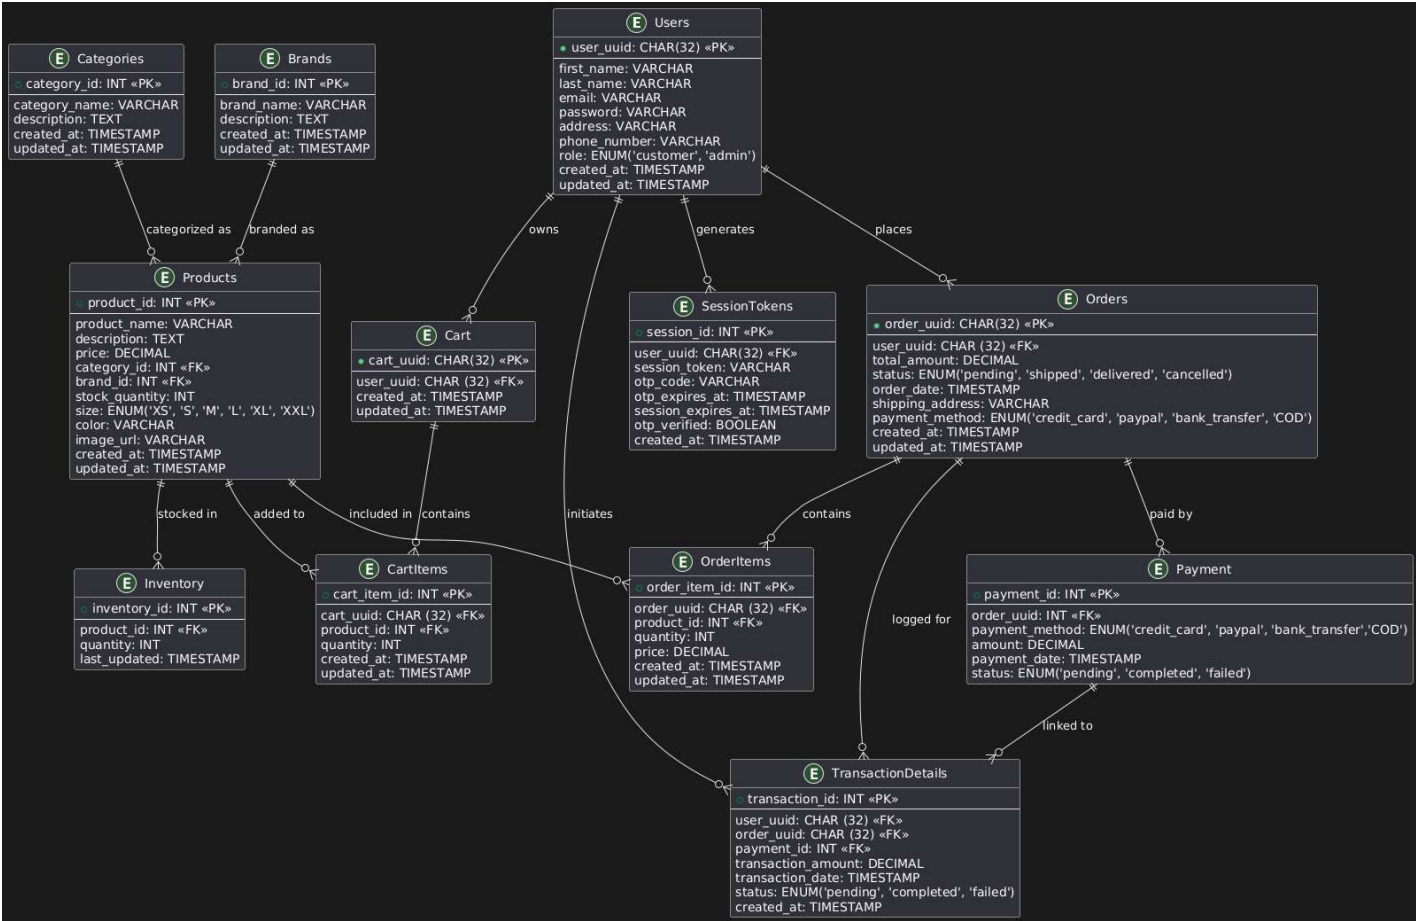 E Users
user_uuid: CHAR(32) «PK»
first_name: VARCHAR
last_name: VARCHAR
email: VARCHAR
password: VARCHAR
address: VARCHAR
phone_number: VARCHAR
role: ENUM('customer', 'admin')
created_at: TIMESTAMP
updated_at: TIMESTAMP
E Categories
category_id: INT «PK»
category_name: VARCHAR
description: TEXT
created_at: TIMESTAMP
updated_at: TIMESTAMP
E Brands
brand_id: INT «PK»
brand_name: VARCHAR
description: TEXT
created_at: TIMESTAMP
updated_at: TIMESTAMP
categorized as
branded as
owns
generates
places
E Products
product_id: INT «PK»
product_name: VARCHAR
description: TEXT
price: DECIMAL
category_id: INT «FK»
brand_id: INT «FK»
stock_quantity: INT
size: ENUM('XS', 'S', 'M', 'L', 'XL', 'XXL')
color: VARCHAR
image_url: VARCHAR
created_at: TIMESTAMP
updated_at: TIMESTAMP
E Cart
cart_uuid: CHAR(32) «PK»
user_uuid: CHAR (32) «FK»
created_at: TIMESTAMP
updated_at: TIMESTAMP
E SessionTokens
session_id: INT «PK»
user_uuid: CHAR(32) «FK»
session_token: VARCHAR
otp_code: VARCHAR
otp_expires_at: TIMESTAMP
session_expires_at: TIMESTAMP
otp_verified: BOOLEAN
created_at: TIMESTAMP
E Orders
order_uuid: CHAR(32) «PK»
user_uuid: CHAR (32) «FK»
total_amount: DECIMAL
status: ENUM('pending', 'shipped', 'delivered', 'cancelled')
order_date: TIMESTAMP
shipping_address: VARCHAR
payment_method: ENUM('credit_card', 'paypal', 'bank_transfer', 'COD')
created_at: TIMESTAMP
updated_at: TIMESTAMP
stocked in
added to
included in
contains
initiates
contains
paid by
E Inventory
inventory_id: INT «PK»
product_id: INT «FK»
quantity: INT
last_updated: TIMESTAMP
E CartItems
cart_item_id: INT «PK»
cart_uuid: CHAR (32) «FK»
product_id: INT «FK»
quantity: INT
created_at: TIMESTAMP
updated_at: TIMESTAMP
E OrderItems
order_item_id: INT «PK»
order_uuid: CHAR (32) «FK»
product_id: INT «FK»
quantity: INT
price: DECIMAL
created_at: TIMESTAMP
updated_at: TIMESTAMP
logged for
E Payment
payment_id: INT «PK»
order_uuid: INT «FK»
payment_method: ENUM('credit_card', 'paypal', 'bank_transfer','COD')
amount: DECIMAL
payment_date: TIMESTAMP
status: ENUM('pending', 'completed', 'failed')
linked to
E TransactionDetails
transaction_id: INT «PK»
user_uuid: CHAR (32) «FK»
order_uuid: CHAR (32) «FK»
payment_id: INT «FK»
transaction_amount: DECIMAL
transaction_date: TIMESTAMP
status: ENUM('pending', 'completed', 'failed')
created_at: TIMESTAMP